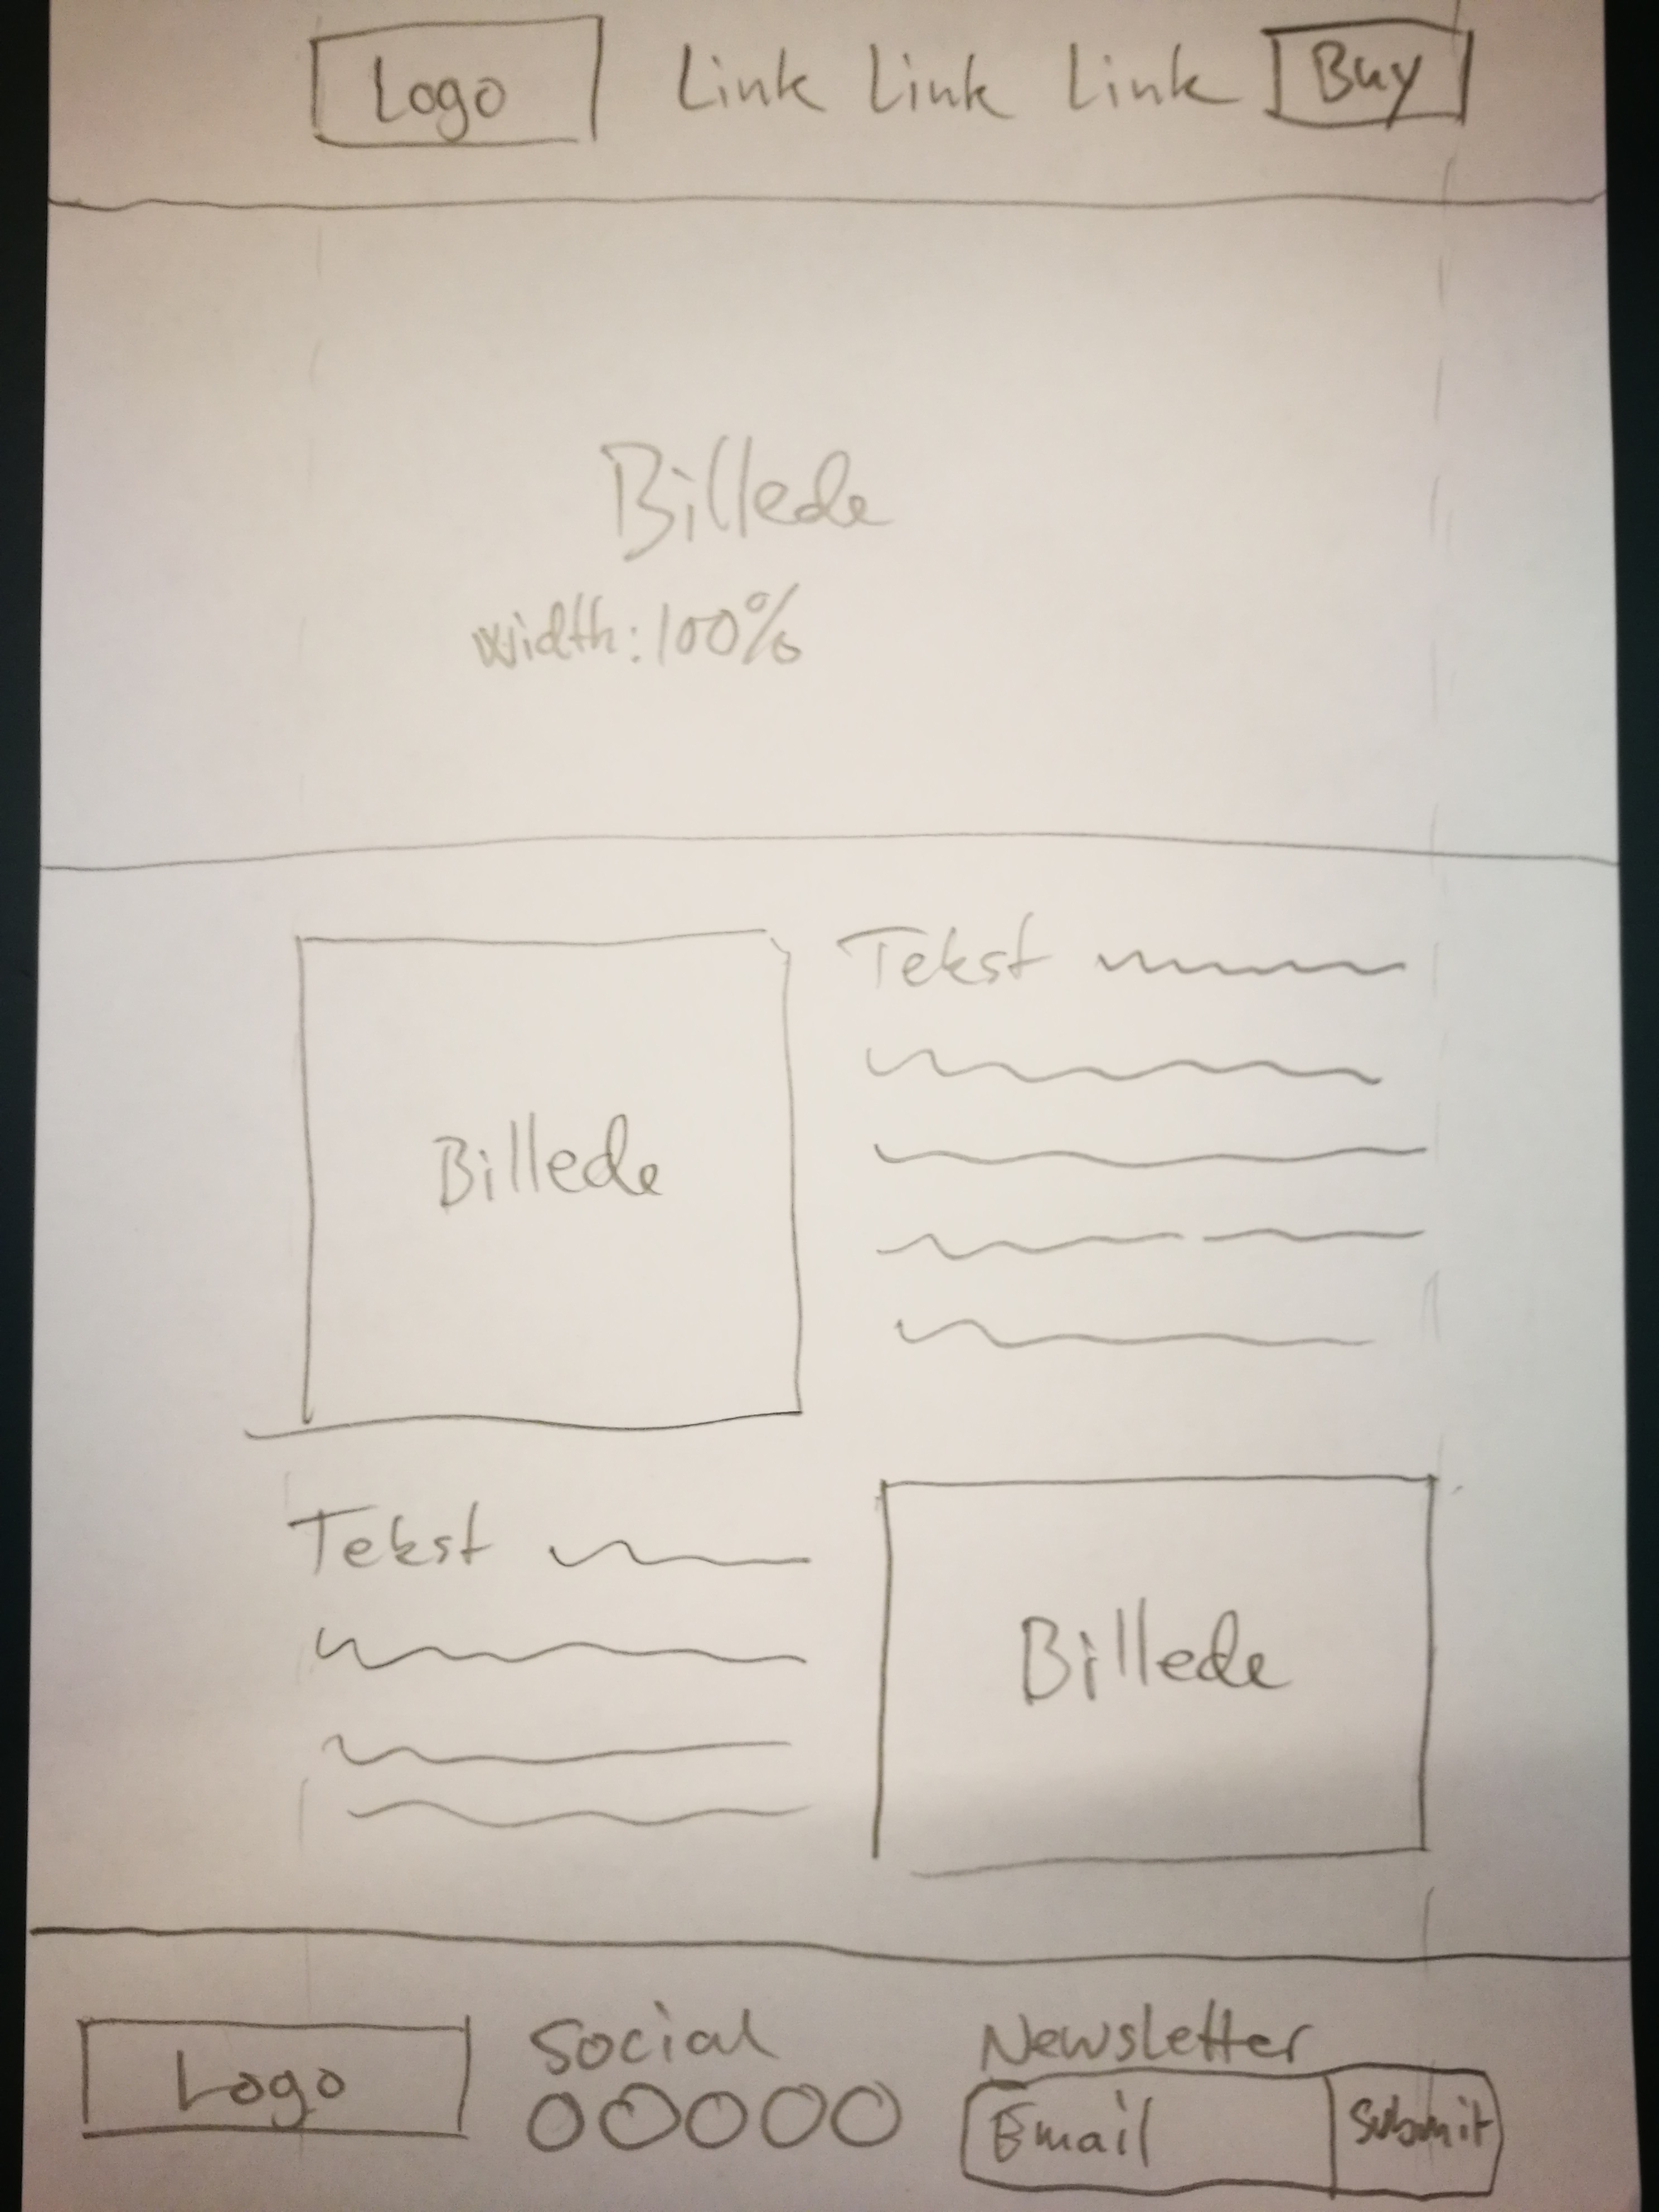 Logo Link Link Link Buy
Billede
width:100%
Billede
Tekst
Tekst
Billede
Logo
Social
Newsletter
Email Submit